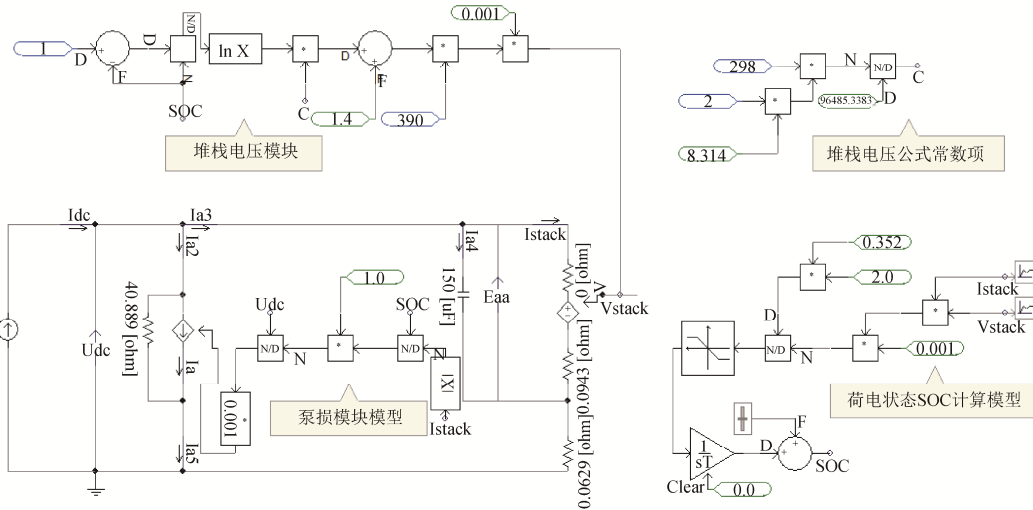 0.001
1
D
F
D
N
N/D
ln X
*
C
D
F
1.4
*
390
*
SOC
堆栈电压模块
298
*
N
N/D
C
2
*
96485.3383
D
8.314
堆栈电压公式常数项
Idc
Ia3
Ia2
Udc
40.889 [ohm]
Ia
Ia5
0.001
*
Udc
N/D
N
1.0
*
SOC
N/D
N
|X|
Istack
泵损模块模型
Ia4
150 [uF]
Eaa
Istack
0 [ohm]
V
Vstack
0.0943 [ohm]
0.0629 [ohm]
0.352
*
2.0
D
N/D
N
*
*
0.001
Istack
Vstack
荷电状态SOC计算模型
1
sT
Clear
0.0
D
F
SOC